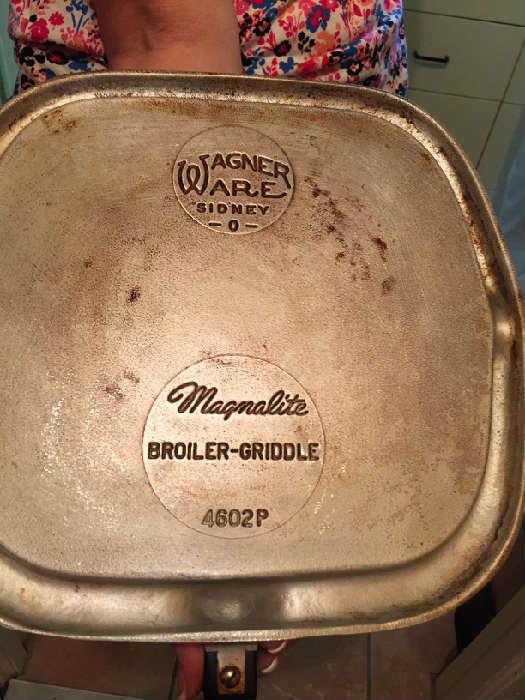 WAGNER
WARE
SIDNEY
-O-
Magnalite
BROILER-GRIDDLE
4602P